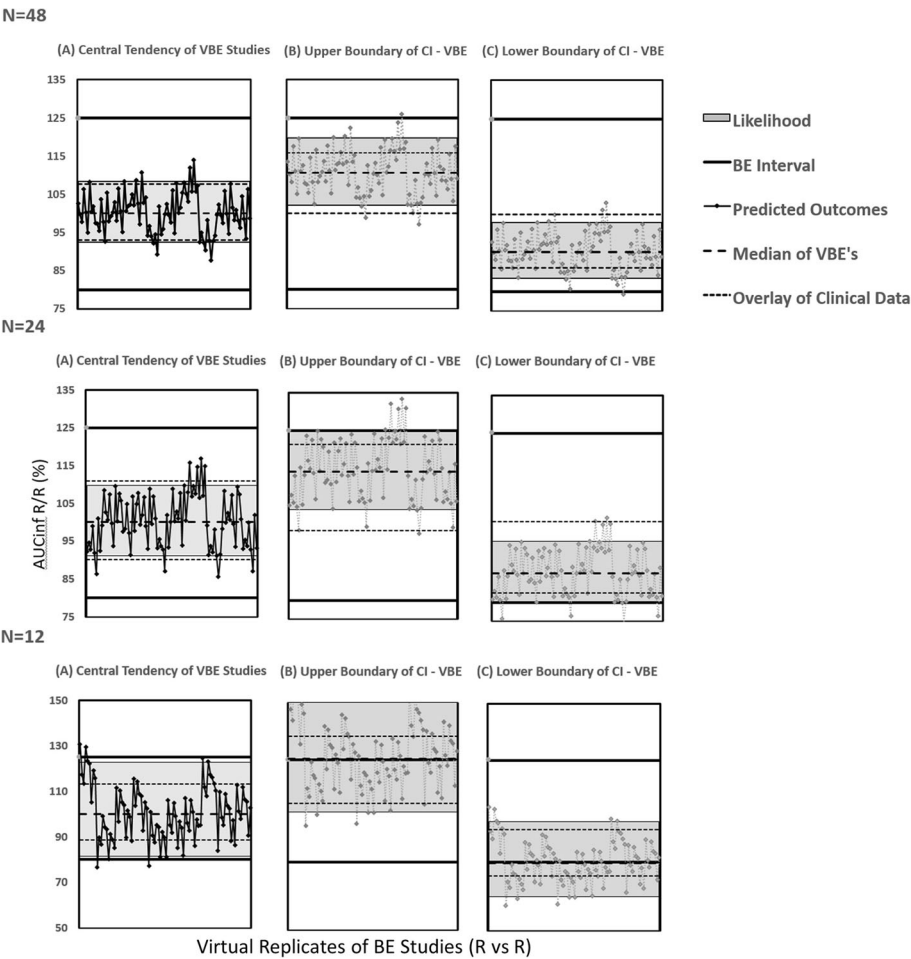 N=48
(A) Central Tendency of VBE Studies
(B) Upper Boundary of CI - VBE
(C) Lower Boundary of CI - VBE
135
125
115
105
95
85
75
Likelihood
BE Interval
Predicted Outcomes
Median of VBE's
Overlay of Clinical Data
N=24
(A) Central Tendency of VBE Studies
(B) Upper Boundary of CI - VBE
(C) Lower Boundary of CI - VBE
135
125
115
105
95
85
75
AUCinf R/R (%)
N=12
(A) Central Tendency of VBE Studies
(B) Upper Boundary of CI - VBE
(C) Lower Boundary of CI - VBE
150
130
110
90
70
50
Virtual Replicates of BE Studies (R vs R)